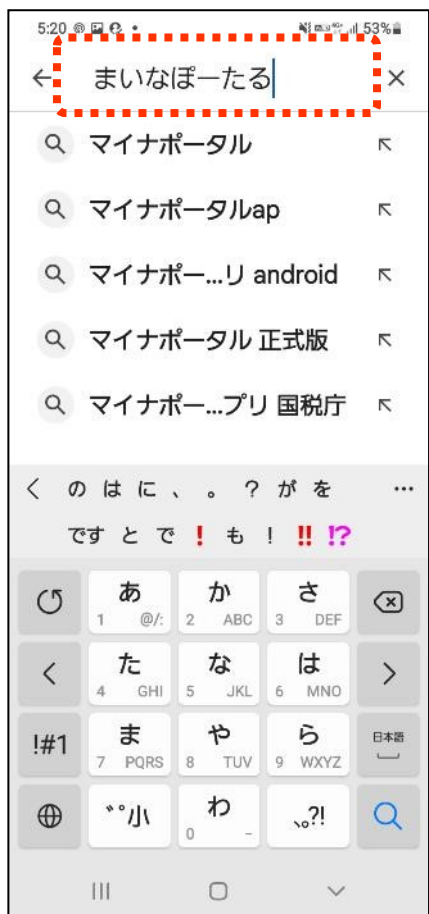 5:20 53%
まいなぽーたる
マイナポータル
マイナポータルap
マイナポー...リ android
マイナポータル 正式版
マイナポー...プリ 国税庁
の は に 、 。 ? が を ...
です と で ! も ! !! !?
あ 1 @/: か 2 ABC さ 3 DEF
た 4 GHI な 5 JKL は 6 MNO
!#1 ま 7 PQRS や 8 TUV ら 9 WXYZ 日本語
゛゜小 わ 0 - 、。?!